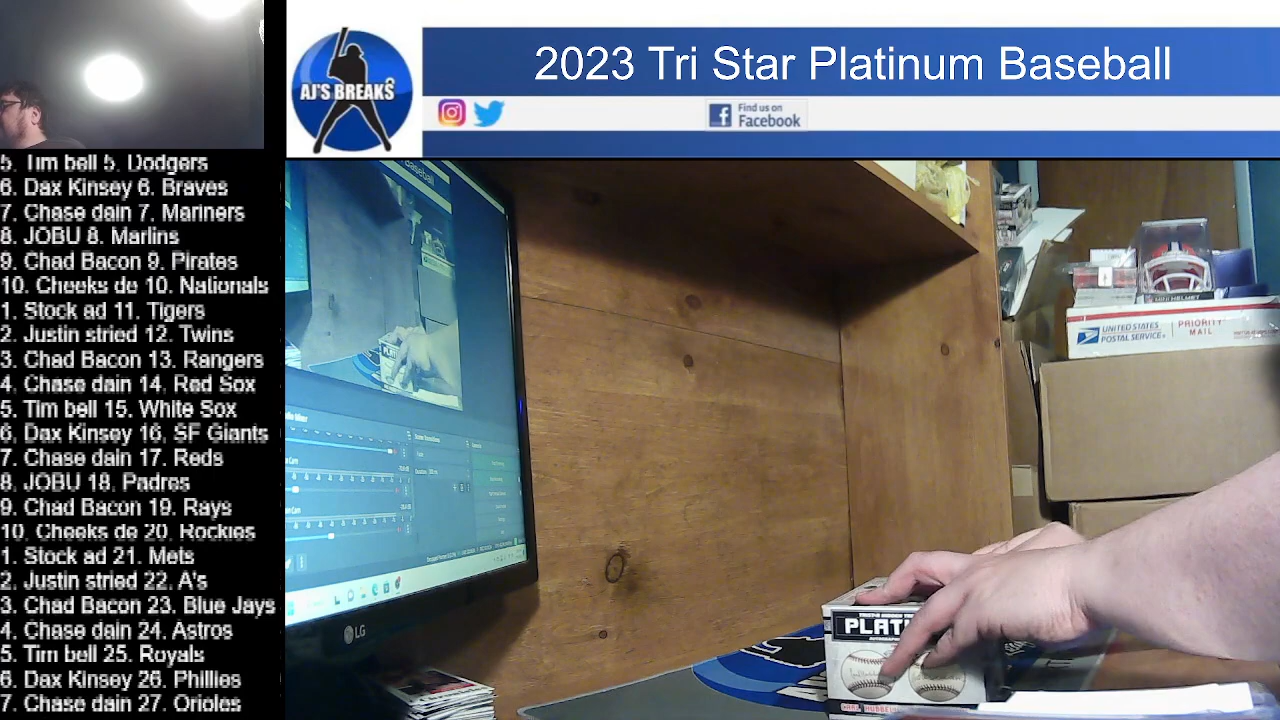 2023 Tri Star Platinum Baseball
AJ'S BREAKS
Find us on
Facebook
5. Tim bell 5. Dodgers
6. Dax Kinsey 6. Braves
7. Chase dain 7. Mariners
8. JOBU 8. Marlins
9. Chad Bacon 9. Pirates
10. Cheeks de 10. Nationals
1. Stock ad 11. Tigers
2. Justin stried 12. Twins
3. Chad Bacon 13. Rangers
4. Chase dain 14. Red Sox
5. Tim bell 15. White Sox
6. Dax Kinsey 16. SF Giants
7. Chase dain 17. Reds
8. JOBU 18. Padres
9. Chad Bacon 19. Rays
10. Cheeks de 20. Rockies
1. Stock ad 21. Mets
2. Justin stried 22. A's
3. Chad Bacon 23. Blue Jays
4. Chase dain 24. Astros
5. Tim bell 25. Royals
6. Dax Kinsey 26. Phillies
7. Chase dain 27. Orioles
MINI HELMET
UNITED STATES
POSTAL SERVICE
PRIORITY
MAIL
LG
PLATI